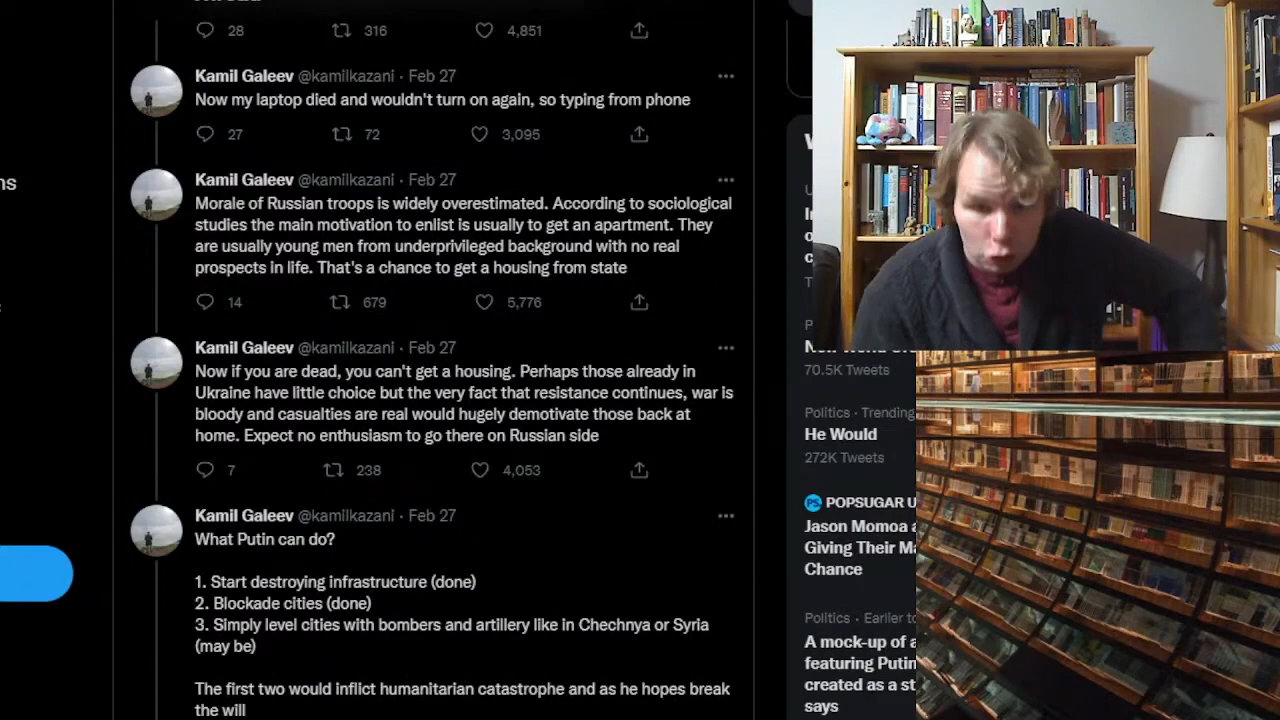 28 316 4,851
Kamil Galeev @kamilkazani · Feb 27
Now my laptop died and wouldn't turn on again, so typing from phone
27 72 3,095
Kamil Galeev @kamilkazani · Feb 27
Morale of Russian troops is widely overestimated. According to sociological
studies the main motivation to enlist is usually to get an apartment. They
are usually young men from underprivileged background with no real
prospects in life. That's a chance to get a housing from state
14 679 5,776
Kamil Galeev @kamilkazani · Feb 27
Now if you are dead, you can't get a housing. Perhaps those already in
Ukraine have little choice but the very fact that resistance continues, war is
bloody and casualties are real would hugely demotivate those back at
home. Expect no enthusiasm to go there on Russian side
7 238 4,053
Kamil Galeev @kamilkazani · Feb 27
What Putin can do?
1. Start destroying infrastructure (done)
2. Blockade cities (done)
3. Simply level cities with bombers and artillery like in Chechnya or Syria
(may be)
The first two would inflict humanitarian catastrophe and as he hopes break
the will
70.5K Tweets
Politics · Trending
He Would
272K Tweets
POPSUGAR U
Jason Momoa a
Giving Their Ma
Chance
Politics · Earlier to
A mock-up of a
featuring Putin
created as a st
says